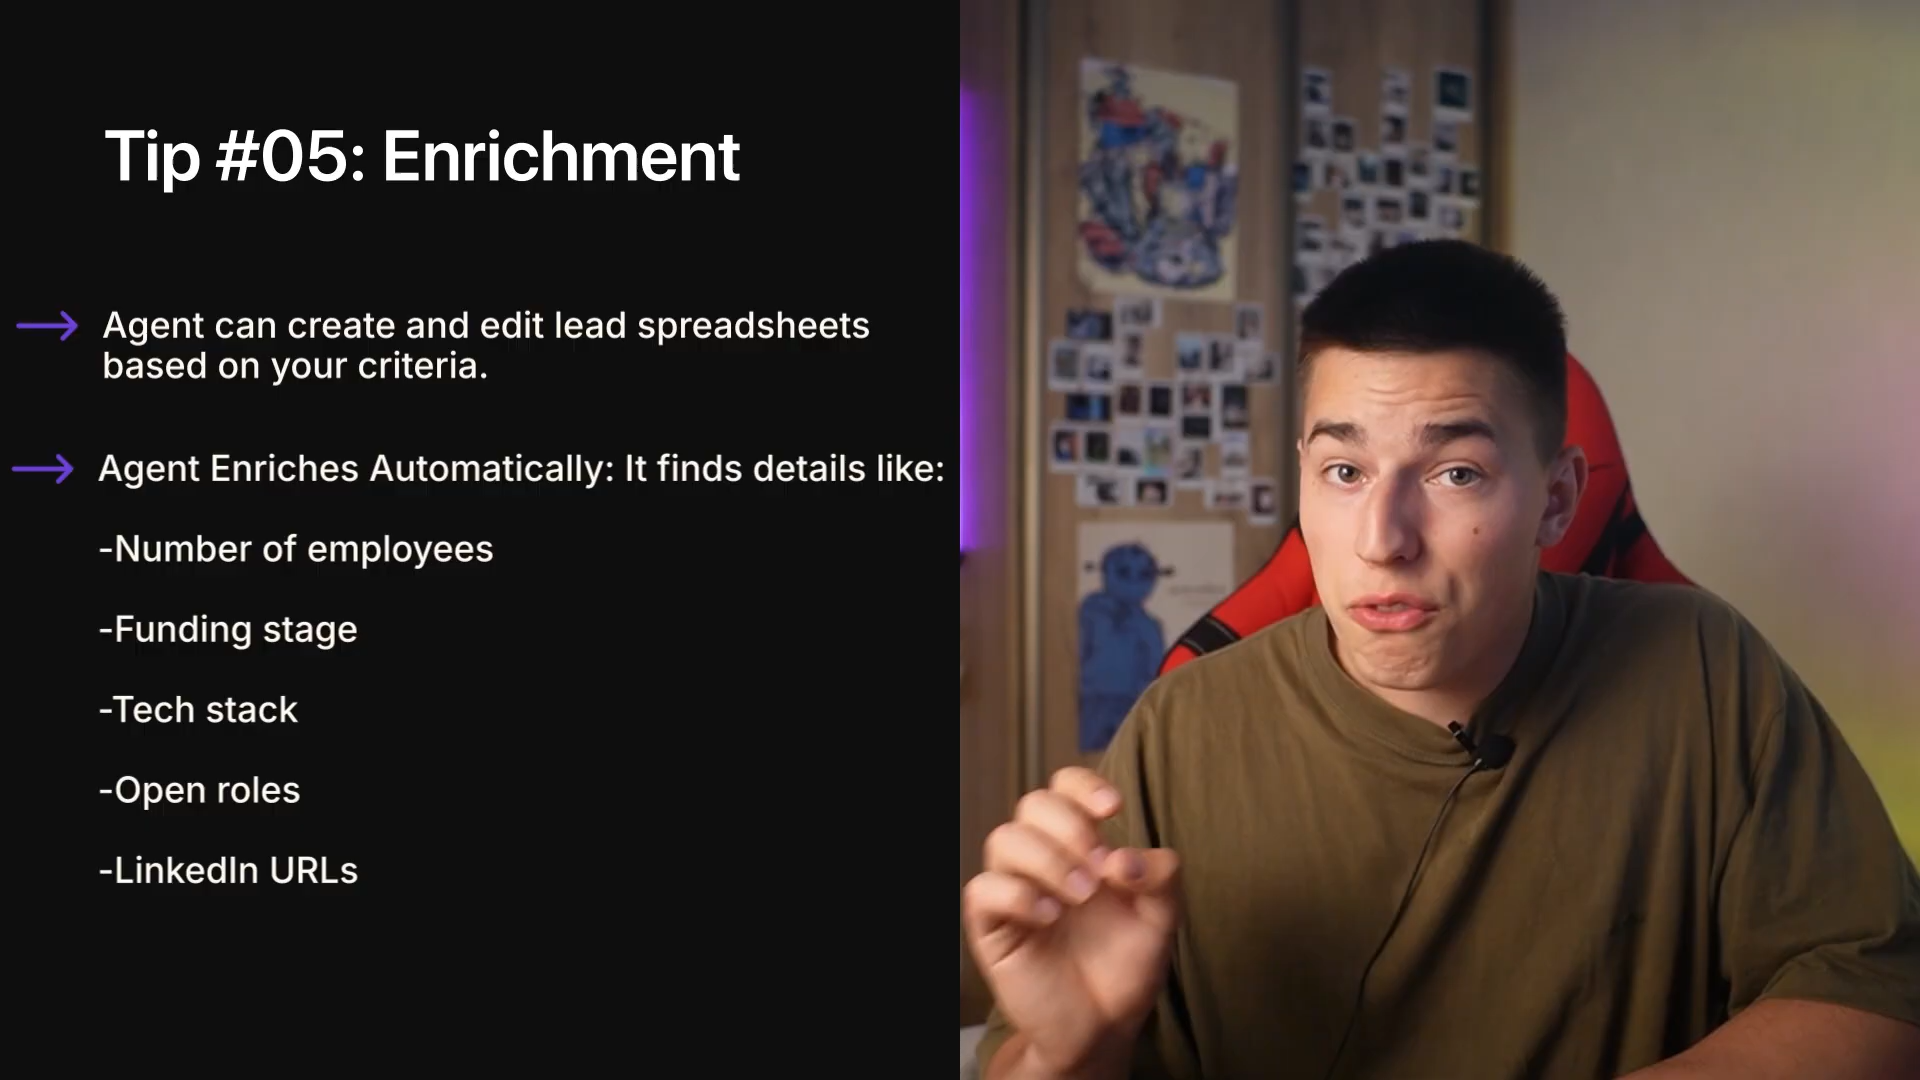 Tip #05: Enrichment
Agent can create and edit lead spreadsheets
based on your criteria.
Agent Enriches Automatically: It finds details like:
-Number of employees
-Funding stage
-Tech stack
-Open roles
-LinkedIn URLs